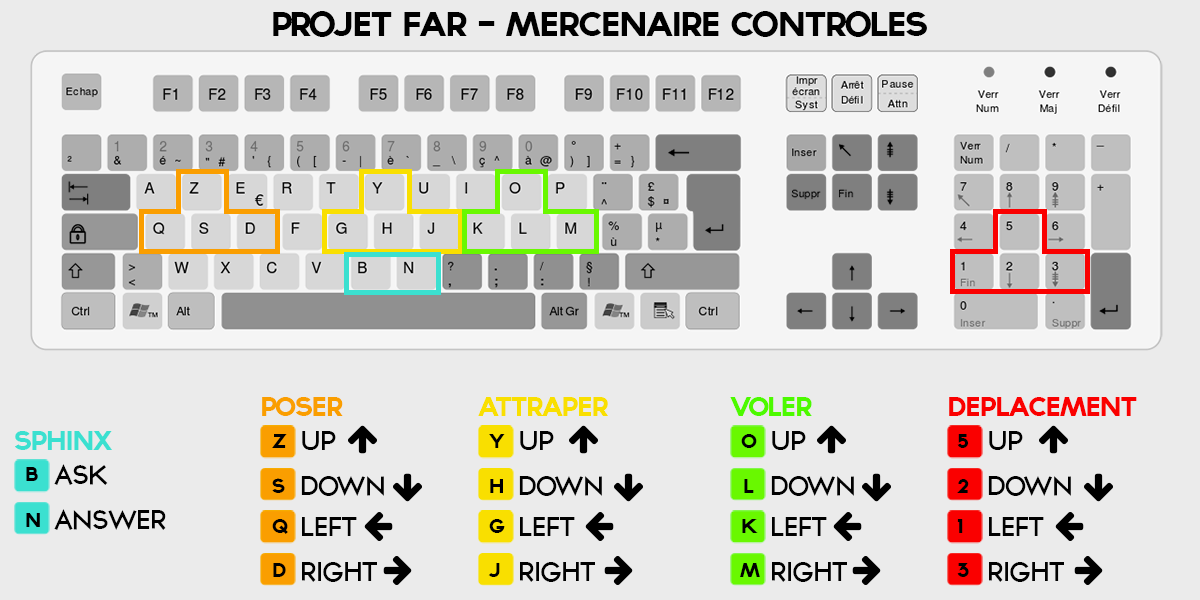 PROJET FAR - MERCENAIRE CONTROLES
Echap F1 F2 F3 F4 F5 F6 F7 F8 F9 F10 F11 F12
Impr écran Syst
Arrêt Défil
Pause Attn
Verr Num
Verr Maj
Verr Défil
²
1 &
2 é ~
3 " #
4 ' {
5 ( [
6 - |
7 è `
8 _ \
9 ç ^
0 à @
° ) ]
+ = }
←
Inser ↖
Verr Num / * −
A Z E € R T Y U I O P ¨ ^ £ $ ¤
Suppr Fin
7 8 9 +
Q S D F G H J K L M % ù µ *
4 5 6
> < W X C V B N ? , . ; / : § !
1 Fin 2 3
Ctrl TM Alt Alt Gr TM Ctrl
0 Inser . Suppr
SPHINX
B ASK
N ANSWER
POSER
Z UP ↑
S DOWN ↓
Q LEFT ←
D RIGHT →
ATTRAPER
Y UP ↑
H DOWN ↓
G LEFT ←
J RIGHT →
VOLER
O UP ↑
L DOWN ↓
K LEFT ←
M RIGHT →
DEPLACEMENT
5 UP ↑
2 DOWN ↓
1 LEFT ←
3 RIGHT →